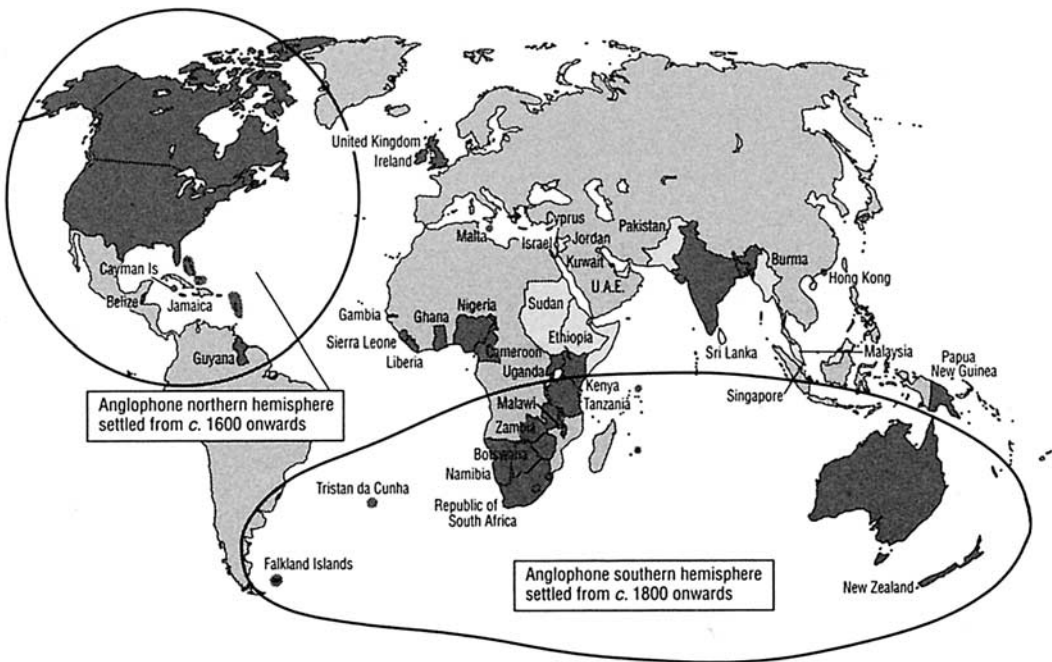 United Kingdom
Ireland
Cyprus
Malta
Israel
Jordan
Kuwait
Pakistan
U.A.E.
Burma
Hong Kong
Cayman Is
Belize
Jamaica
Guyana
Gambia
Sierra Leone
Liberia
Ghana
Nigeria
Cameroon
Sudan
Ethiopia
Uganda
Kenya
Tanzania
Sri Lanka
Malaysia
Singapore
Papua
New Guinea
Anglophone northern hemisphere
settled from c. 1600 onwards
Malawi
Zambia
Botswana
Namibia
Republic of
South Africa
Tristan da Cunha
Falkland Islands
Anglophone southern hemisphere
settled from c. 1800 onwards
New Zealand